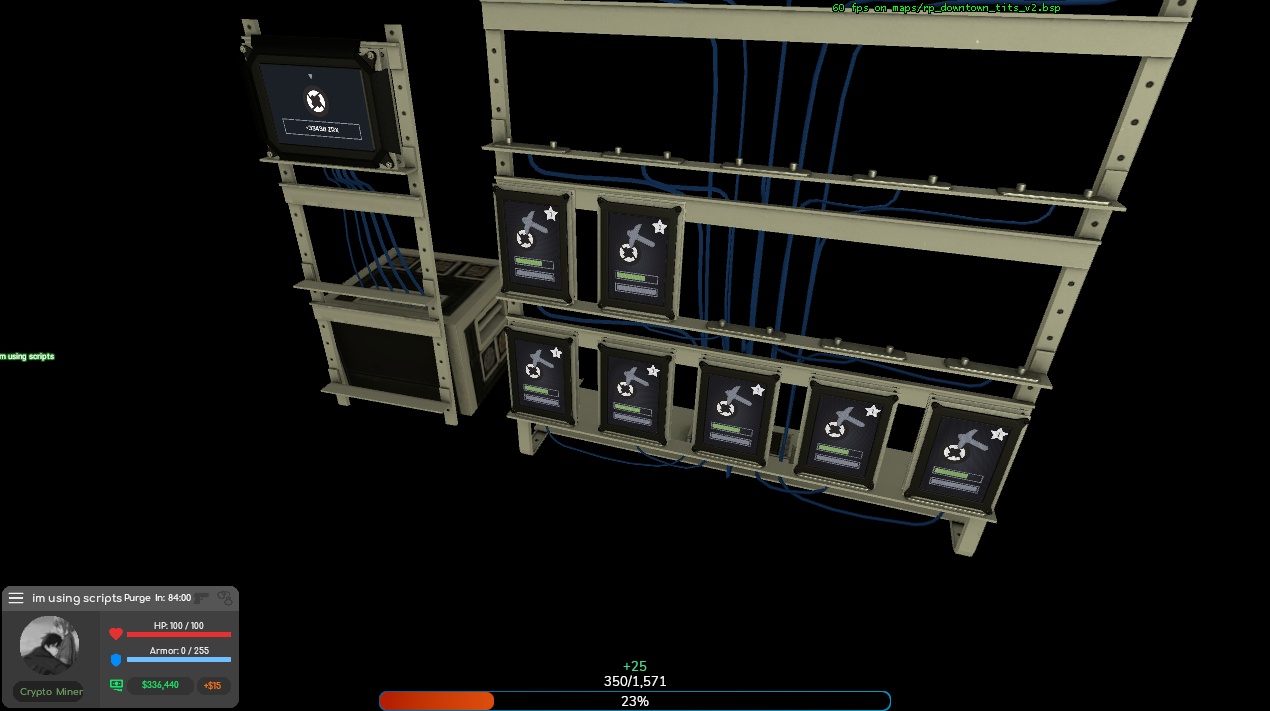 60 fps on maps/rp_downtown_tits_v2.bsp
m using scripts
im using scripts
Purge In: 84:00
HP: 100 / 100
Armor: 0 / 255
$336,440
+$15
Crypto Miner
+25
350/1,571
23%